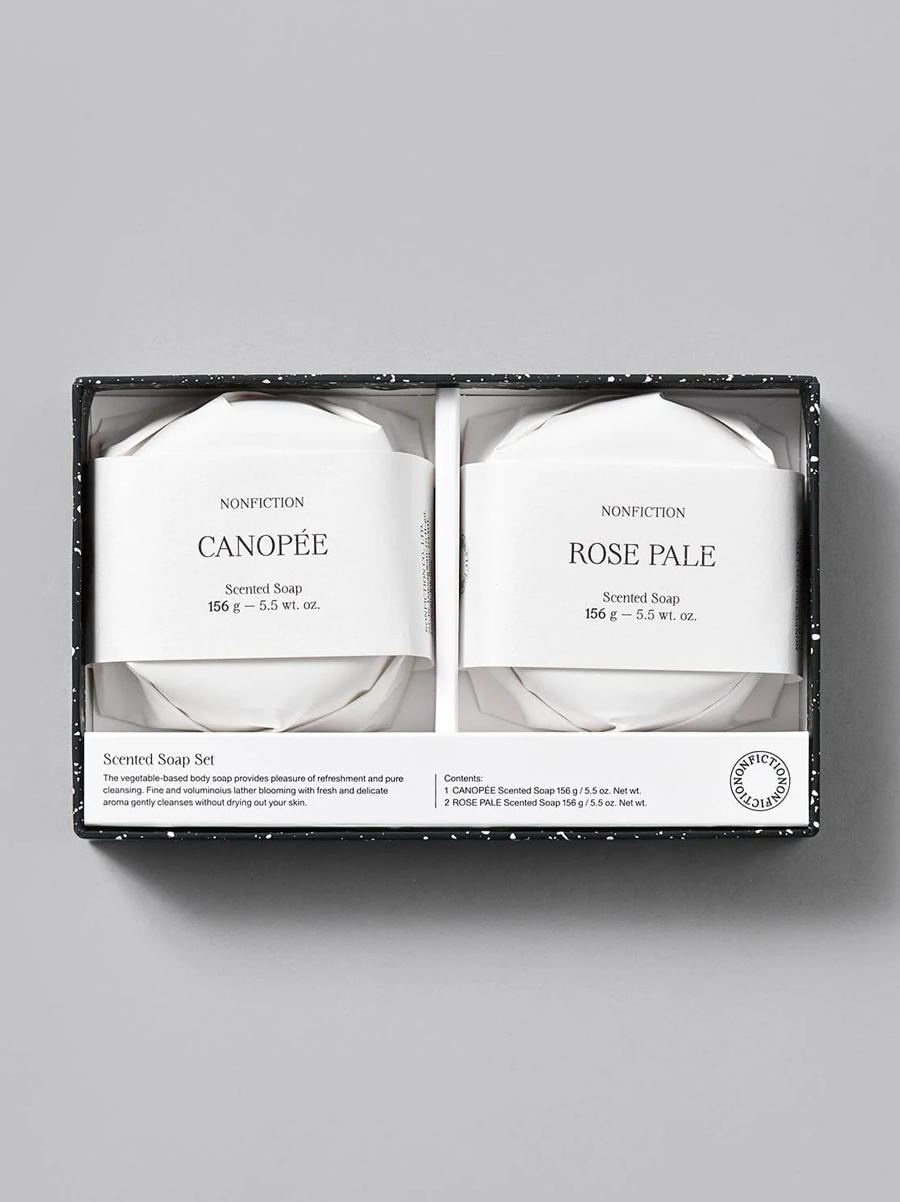 NONFICTION
CANOPÉE
Scented Soap
156 g — 5.5 wt. oz.
NONFICTION
ROSE PALE
Scented Soap
156 g — 5.5 wt. oz.
Scented Soap Set
The vegetable-based body soap provides pleasure of refreshment and pure
cleansing. Fine and voluminous lather blooming with fresh and delicate
aroma gently cleanses without drying out your skin.
Contents:
1 CANOPÉE Scented Soap 156 g / 5.5 oz. Net wt.
2 ROSE PALE Scented Soap 156 g / 5.5 oz. Net wt.
NONFICTIONNONFICTION